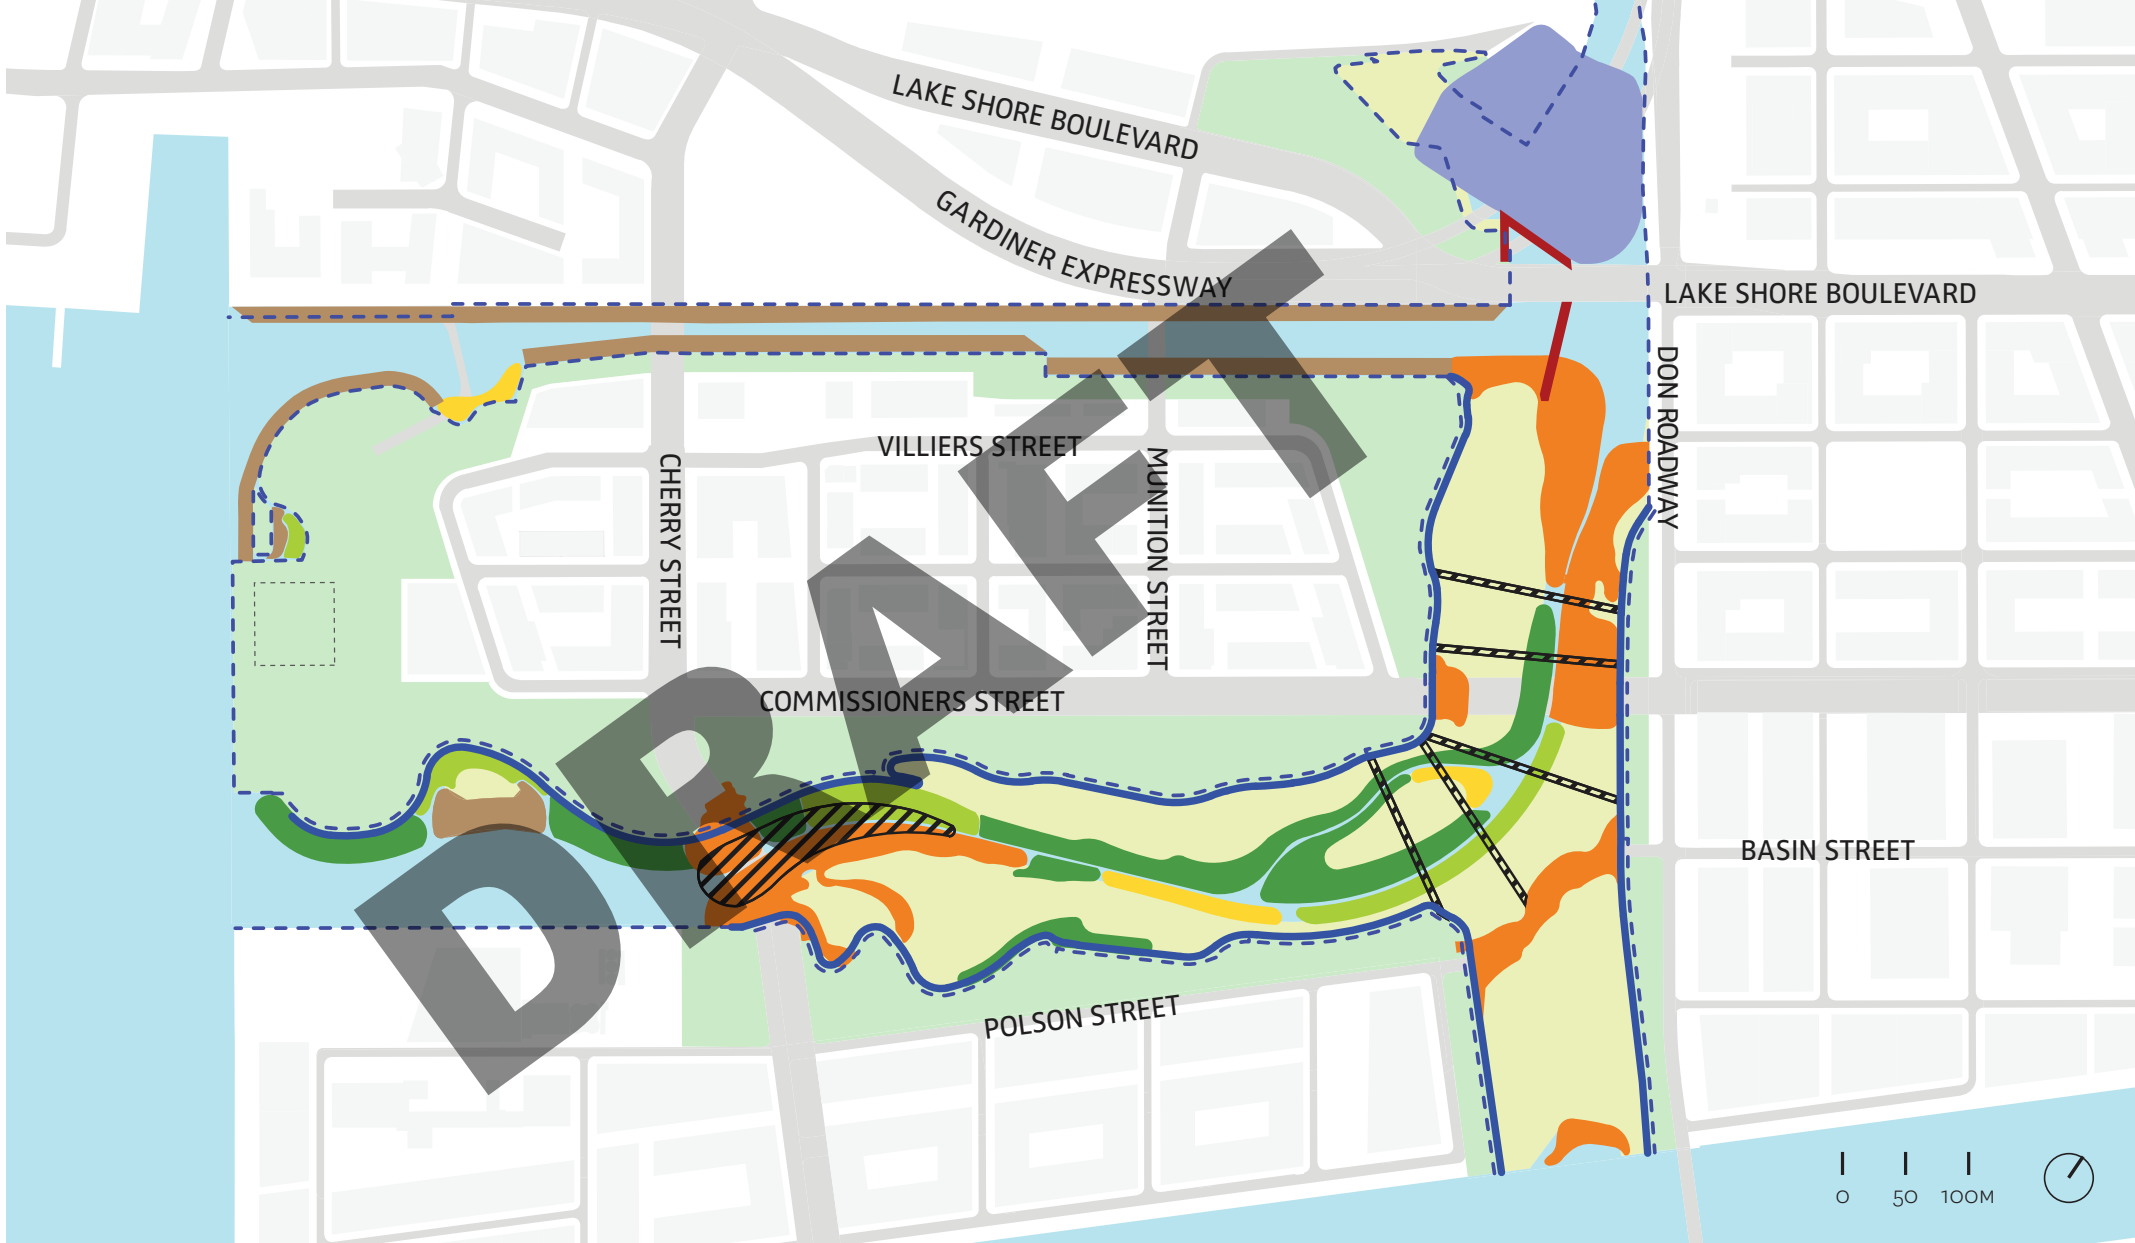 LAKE SHORE BOULEVARD
GARDINER EXPRESSWAY
LAKE SHORE BOULEVARD
DON ROADWAY
VILLIERS STREET
CHERRY STREET
MUNITION STREET
COMMISSIONERS STREET
DRAFT
BASIN STREET
POLSON STREET
0 50 100M